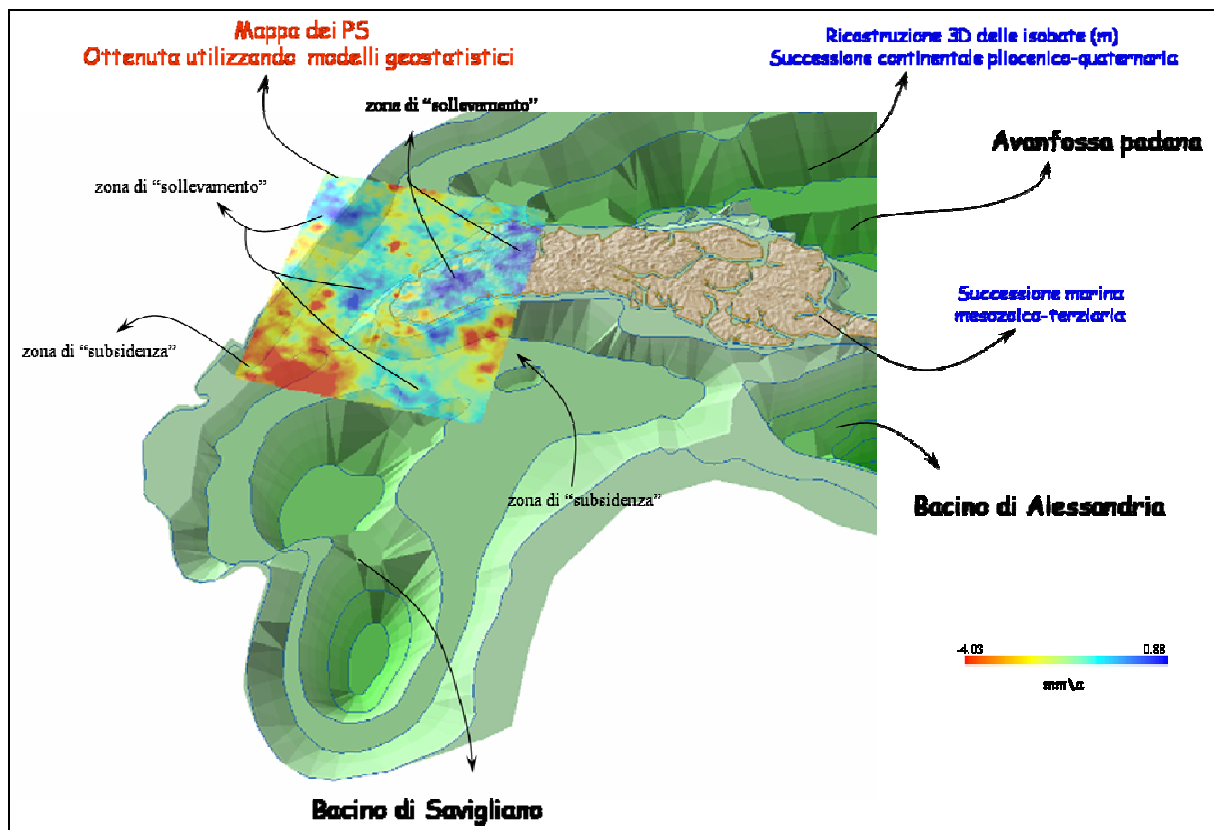 Mappa dei PS
Ottenuta utilizzando modelli geostatistici
Ricostruzione 3D delle isobate (m)
Successione continentale pliocenico-quaternaria
zona di "sollevamento"
Avanfossa padana
zona di "sollevamento"
Successione marina
mesozoica-terziaria
zona di "subsidenza"
zona di "subsidenza"
Bacino di Alessandria
-4.03 0.88
mm\a
Bacino di Savigliano